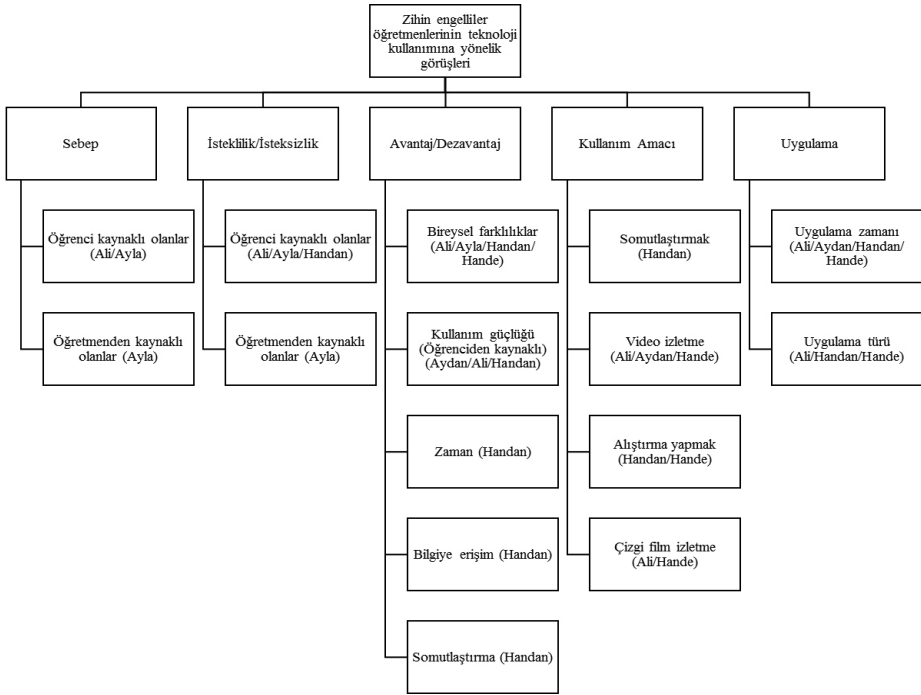 Zihin engelliler
öğretmenlerinin teknoloji
kullanımına yönelik
görüşleri
Sebep
Öğrenci kaynaklı olanlar
(Ali/Ayla)
Öğretmenden kaynaklı
olanlar (Ayla)
İsteklilik/İsteksizlik
Öğrenci kaynaklı olanlar
(Ali/Ayla/Handan)
Öğretmenden kaynaklı
olanlar (Ayla)
Avantaj/Dezavantaj
Bireysel farklılıklar
(Ali/Ayla/Handan/
Hande)
Kullanım güçlüğü
(Öğrenciden kaynaklı)
(Aydan/Ali/Handan)
Zaman (Handan)
Bilgiye erişim (Handan)
Somutlaştırma (Handan)
Kullanım Amacı
Somutlaştırmak
(Handan)
Video izletme
(Ali/Aydan/Hande)
Alıştırma yapmak
(Handan/Hande)
Çizgi film izletme
(Ali/Hande)
Uygulama
Uygulama zamanı
(Ali/Aydan/Handan/
Hande)
Uygulama türü
(Ali/Handan/Hande)